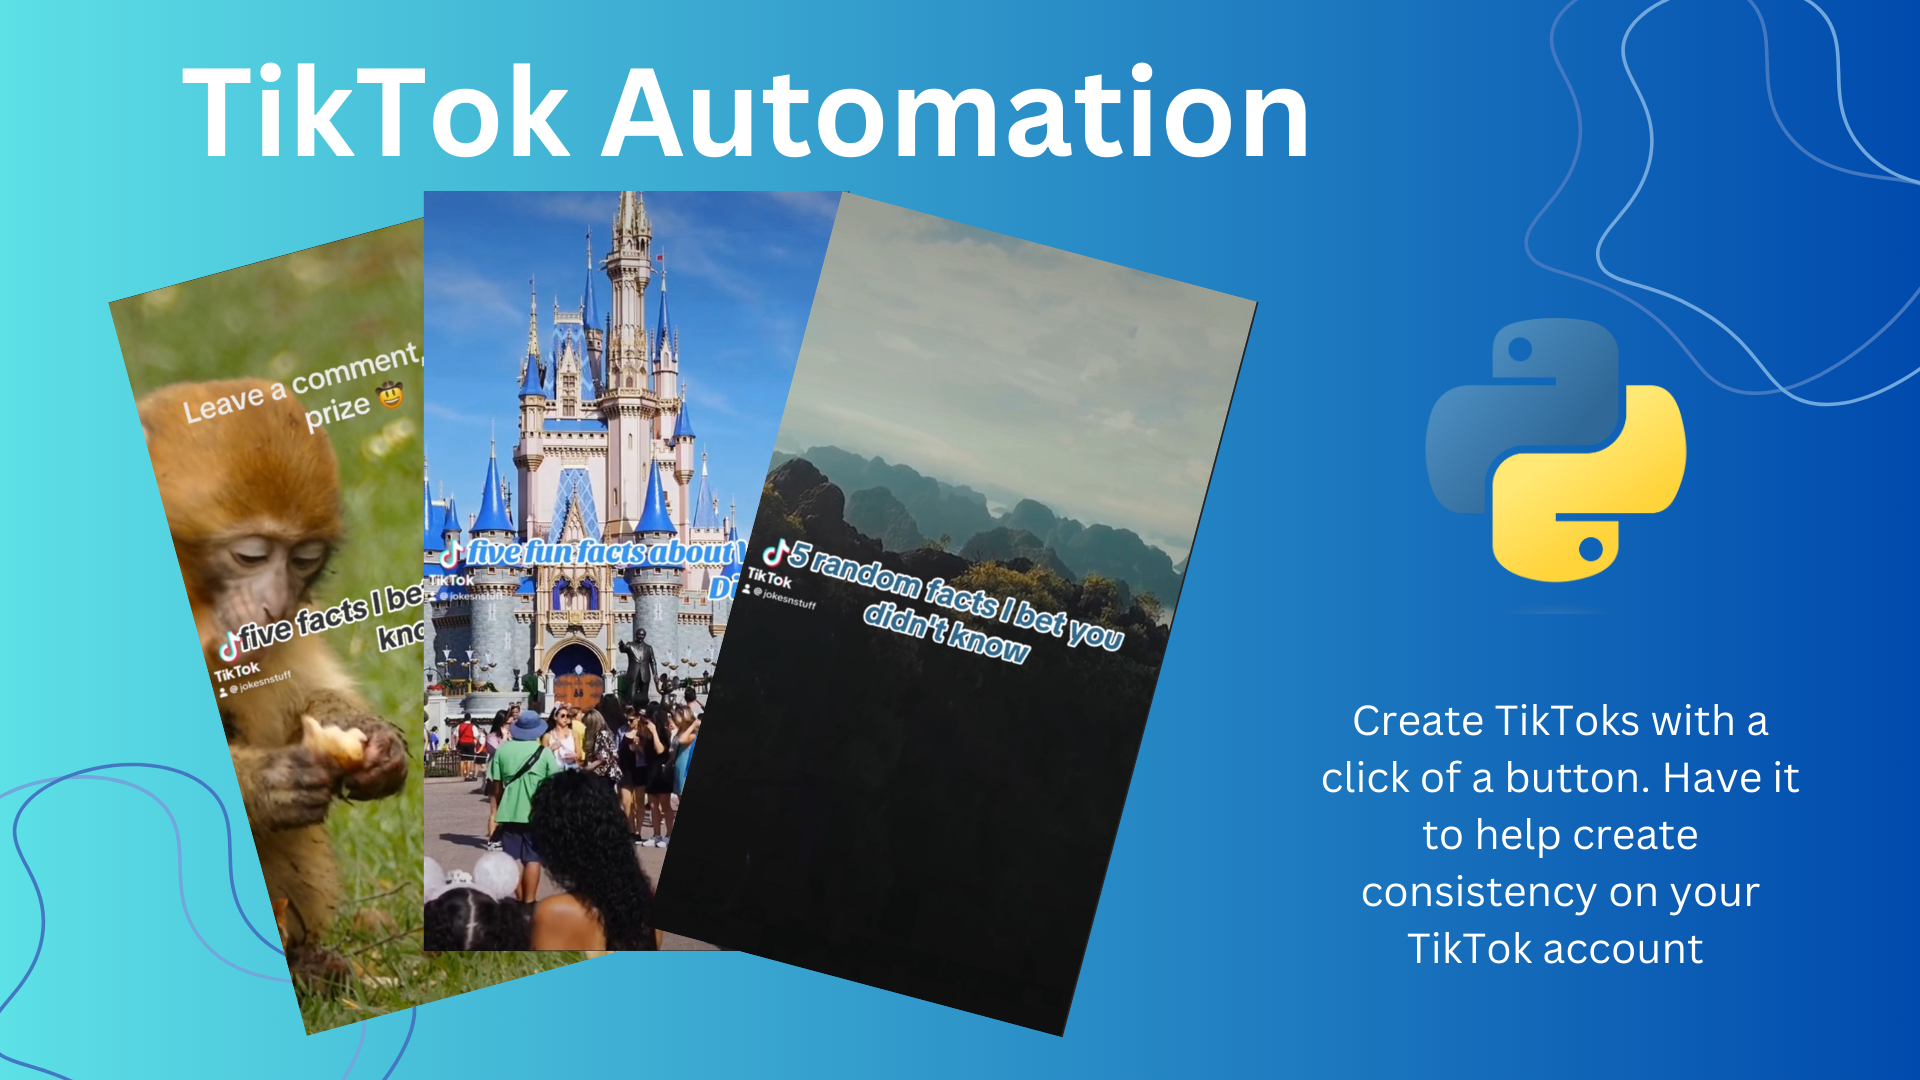 TikTok Automation
Leave a comment,
prize 🤠
five facts I be
kno
TikTok
@jokesnstuff
five fun facts about
Di
TikTok
@jokesnstuff
5 random facts I bet you
didn't know
TikTok
@jokesnstuff
Create TikToks with a
click of a button. Have it
to help create
consistency on your
TikTok account